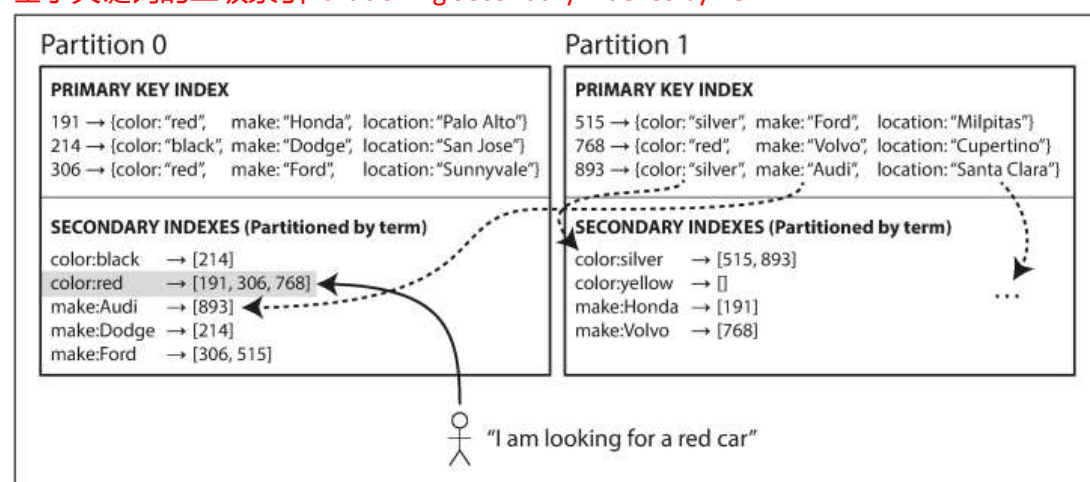 Partition 0
PRIMARY KEY INDEX
191 → {color: “red”, make: “Honda”, location: “Palo Alto”}
214 → {color: “black”, make: “Dodge”, location: “San Jose”}
306 → {color: “red”, make: “Ford”, location: “Sunnyvale”}
SECONDARY INDEXES (Partitioned by term)
color:black → [214]
color:red → [191, 306, 768]
make:Audi → [893]
make:Dodge → [214]
make:Ford → [306, 515]
Partition 1
PRIMARY KEY INDEX
515 → {color: “silver”, make: “Ford”, location: “Milpitas”}
768 → {color: “red”, make: “Volvo”, location: “Cupertino”}
893 → {color: “silver”, make: “Audi”, location: “Santa Clara”}
SECONDARY INDEXES (Partitioned by term)
color:silver → [515, 893]
color:yellow → []
make:Honda → [191]
make:Volvo → [768]
...
“I am looking for a red car”